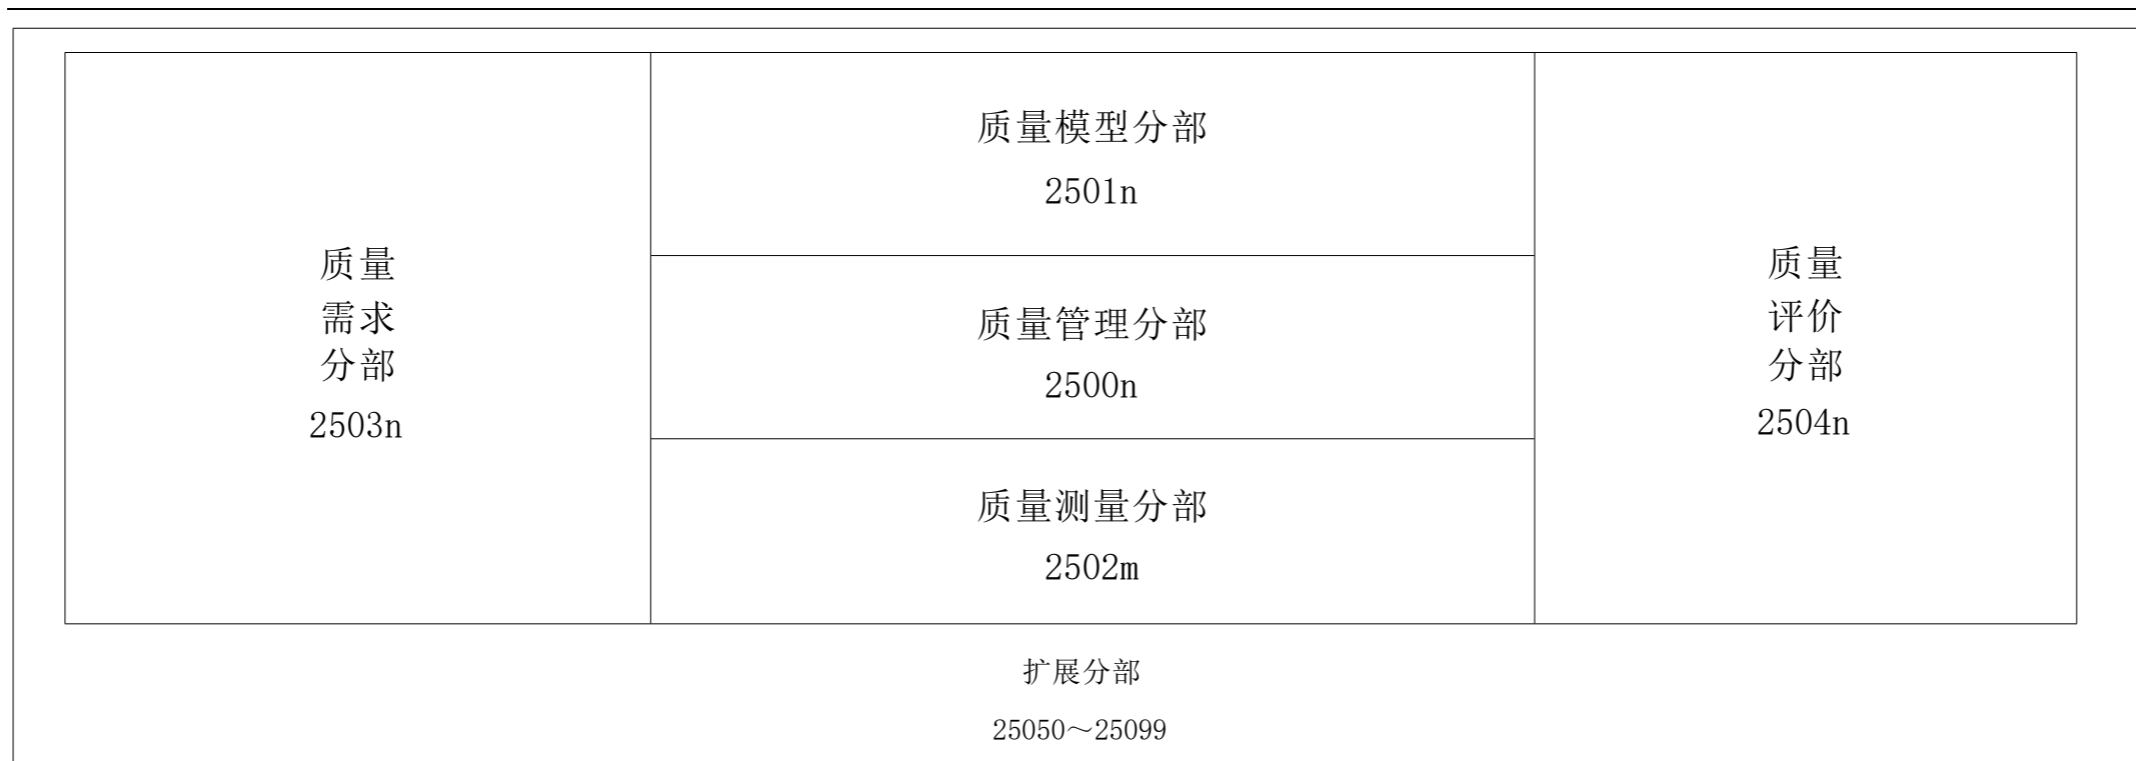 质量
需求
分部
2503n
质量模型分部
2501n
质量管理分部
2500n
质量测量分部
2502m
质量
评价
分部
2504n
扩展分部
25050～25099